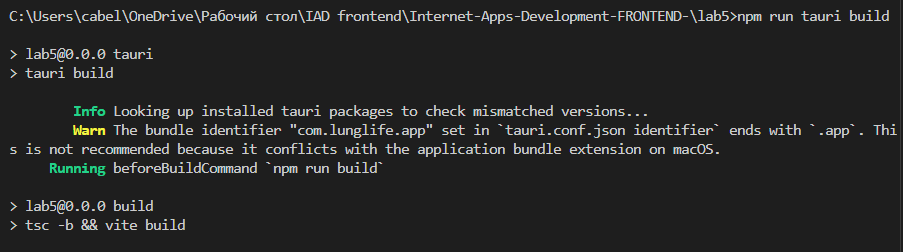 C:\Users\cabel\OneDrive\Рабочий стол\IAD frontend\Internet-Apps-Development-FRONTEND-\lab5>npm run tauri build
> lab5@0.0.0 tauri
> tauri build
Info Looking up installed tauri packages to check mismatched versions...
Warn The bundle identifier "com.lunglife.app" set in `tauri.conf.json identifier` ends with `.app`. Thi
s is not recommended because it conflicts with the application bundle extension on macOS.
Running beforeBuildCommand `npm run build`
> lab5@0.0.0 build
> tsc -b && vite build